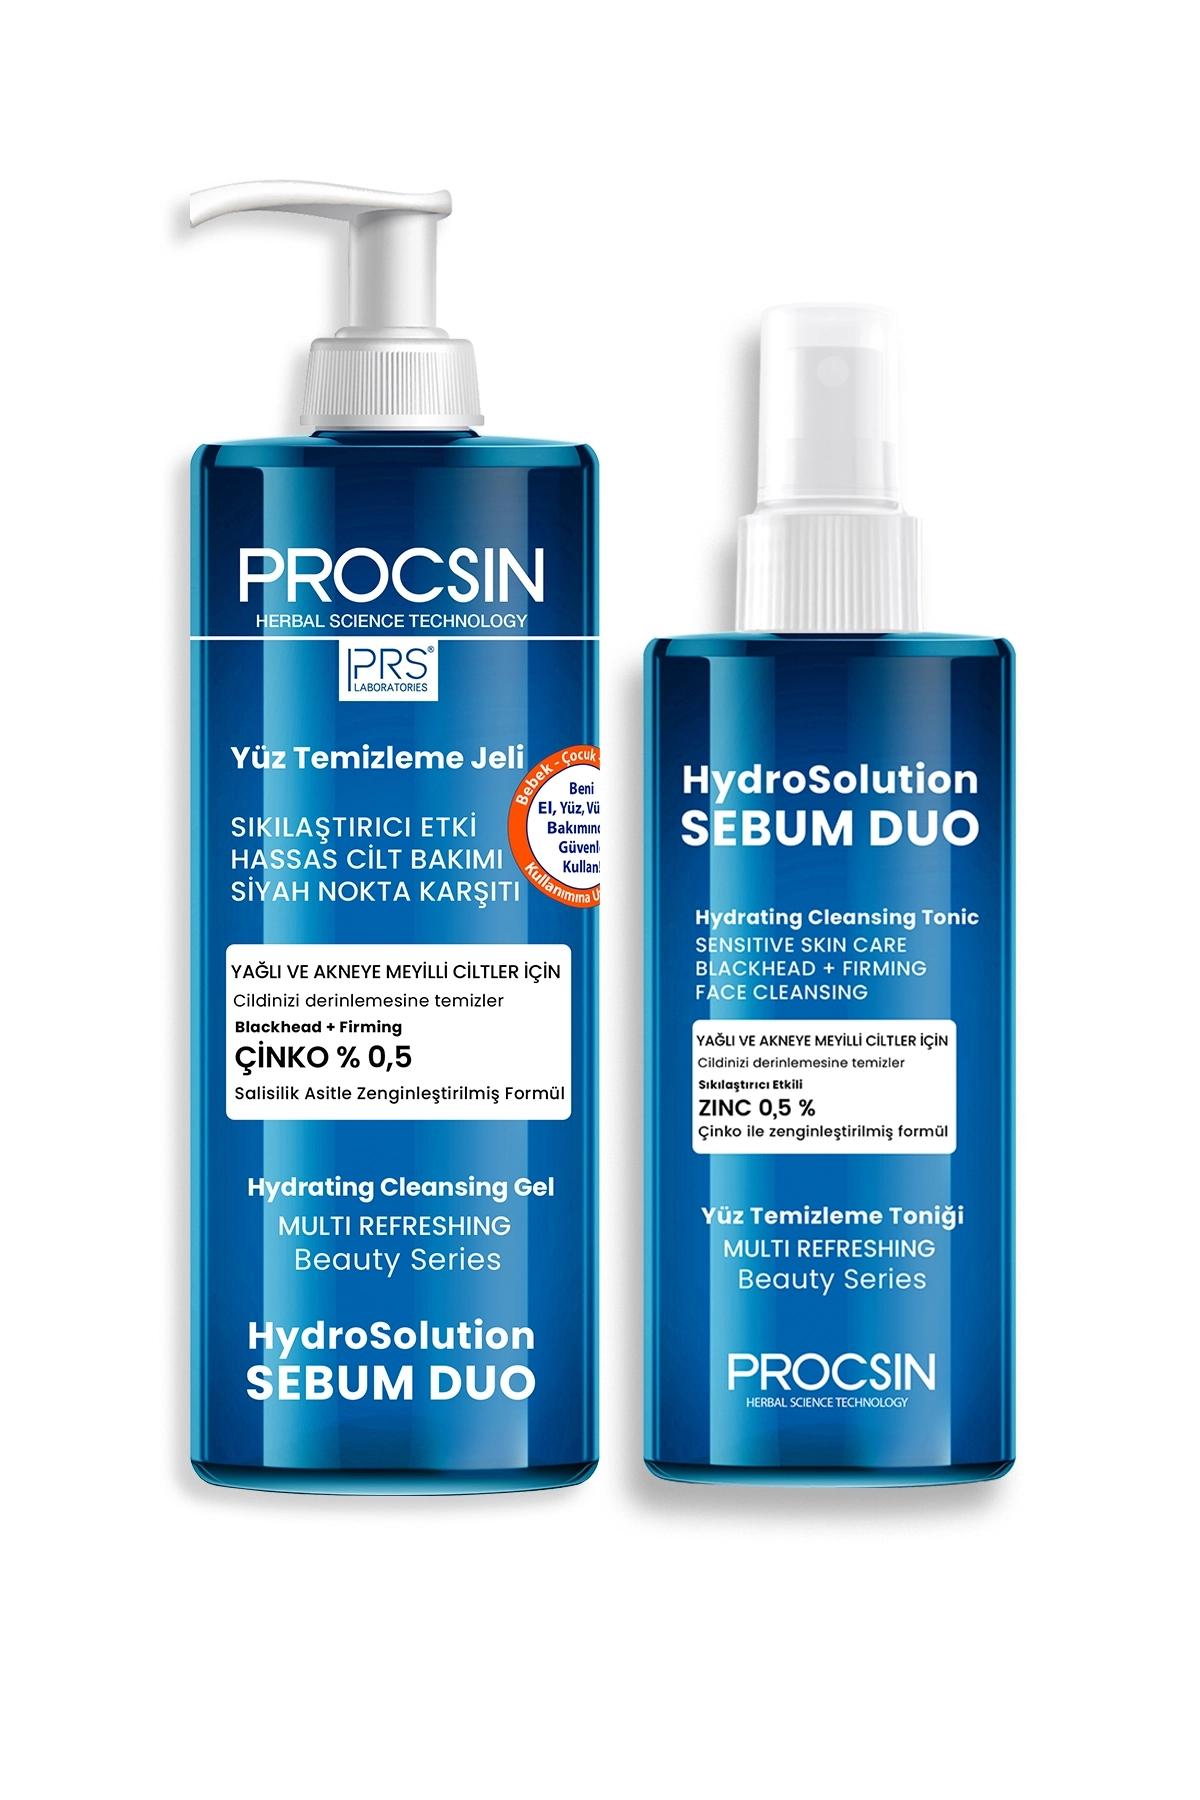 PROCSIN
HERBAL SCIENCE TECHNOLOGY
PRS®
LABORATORIES
Yüz Temizleme Jeli
SIKILAŞTIRICI ETKİ
HASSAS CİLT BAKIMI
SİYAH NOKTA KARŞITI
Bebek - Çocuk -
Beni
El, Yüz,
Kullan!
Kullanımına
YAĞLI VE AKNEYE MEYİLLİ CİLTLER İÇİN
Cildinizi derinlemesine temizler
Blackhead + Firming
ÇİNKO % 0,5
Salisilik Asitle Zenginleştirilmiş Formül
Hydrating Cleansing Gel
MULTI REFRESHING
Beauty Series
HydroSolution
SEBUM DUO
HydroSolution
SEBUM DUO
Hydrating Cleansing Tonic
SENSITIVE SKIN CARE
BLACKHEAD + FIRMING
FACE CLEANSING
YAĞLI VE AKNEYE MEYİLLİ CİLTLER İÇİN
Cildinizi derinlemesine temizler
Sıkılaştırıcı Etkili
ZINC 0,5 %
Çinko ile zenginleştirilmiş formül
Yüz Temizleme Toniği
MULTI REFRESHING
Beauty Series
PROCSIN
HERBAL SCIENCE TECHNOLOGY